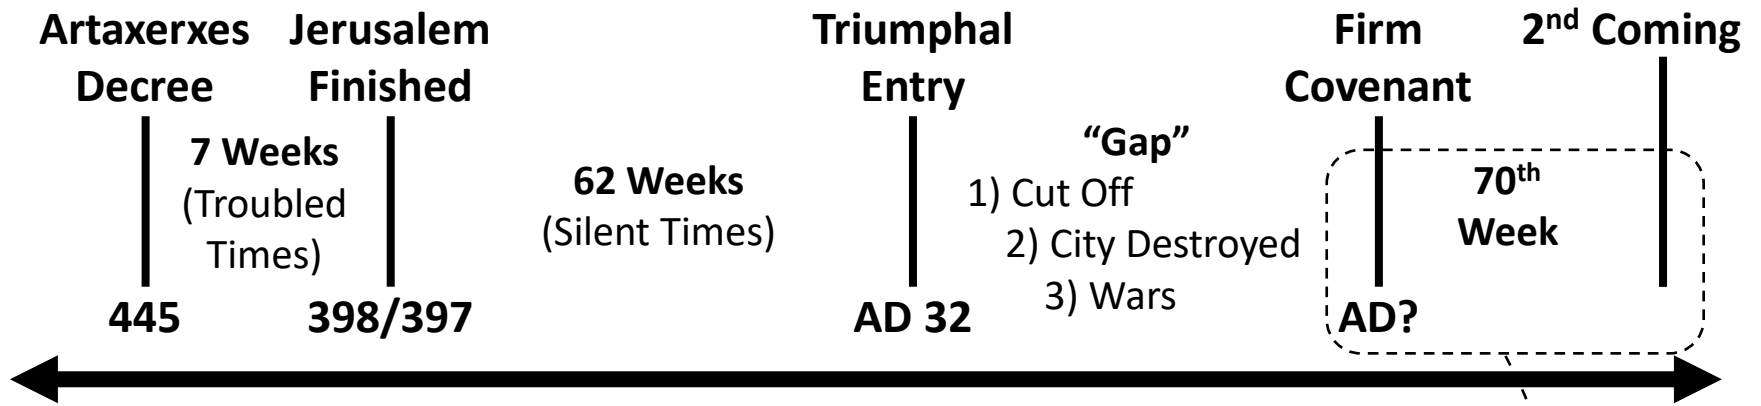 Artaxerxes
Decree
445
7 Weeks
(Troubled
Times)
Jerusalem
Finished
398/397
62 Weeks
(Silent Times)
Triumphal
Entry
AD 32
“Gap”
1) Cut Off
2) City Destroyed
3) Wars
Firm
Covenant
AD?
70th
Week
2nd Coming